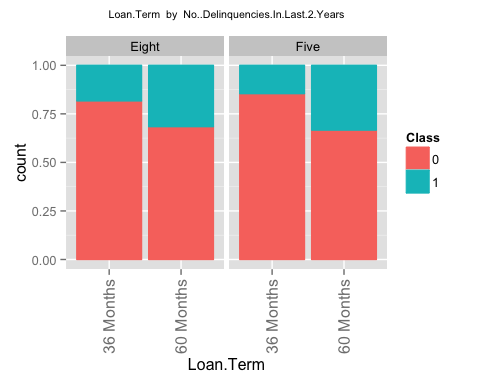 Loan.Term by No..Delinquencies.In.Last.2.Years
Eight
Five
1.00
0.75
0.50
0.25
0.00
count
36 Months
60 Months
36 Months
60 Months
Loan.Term
Class
0
1